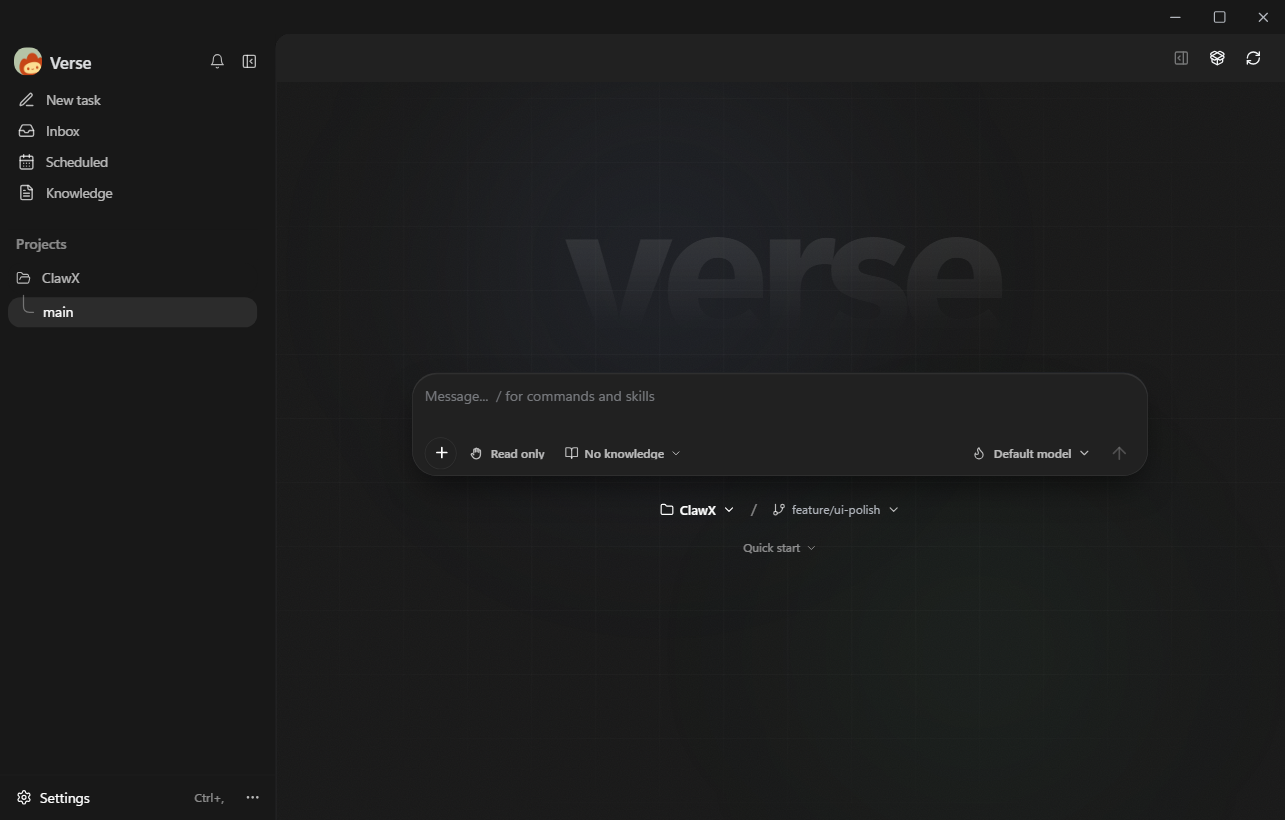 Verse
New task
Inbox
Scheduled
Knowledge
Projects
ClawX
main
verse
Message... / for commands and skills
Read only
No knowledge
Default model
ClawX / feature/ui-polish
Quick start
Settings Ctrl+,